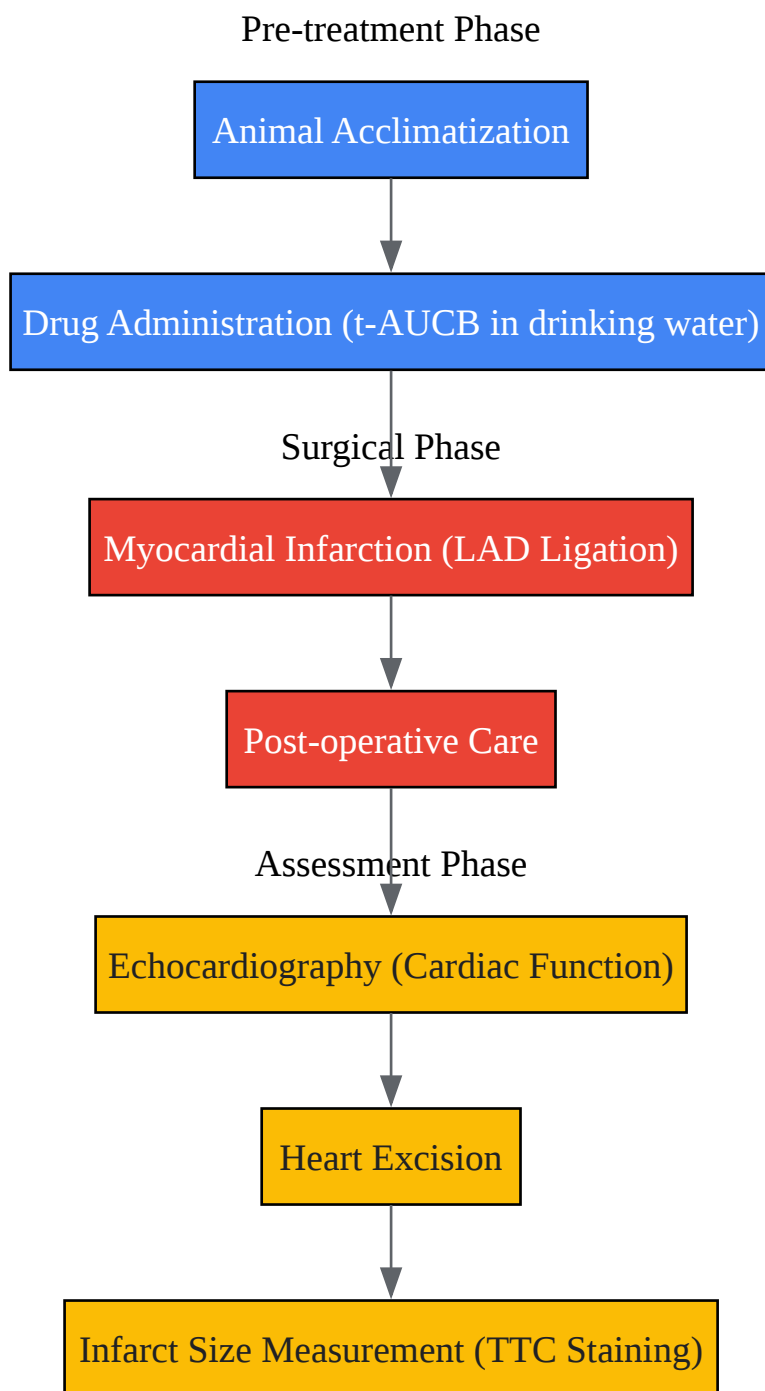 Pre-treatment Phase
Animal Acclimatization
Drug Administration (t-AUCB in drinking water)
Surgical Phase
Myocardial Infarction (LAD Ligation)
Post-operative Care
Assessment Phase
Echocardiography (Cardiac Function)
Heart Excision
Infarct Size Measurement (TTC Staining)